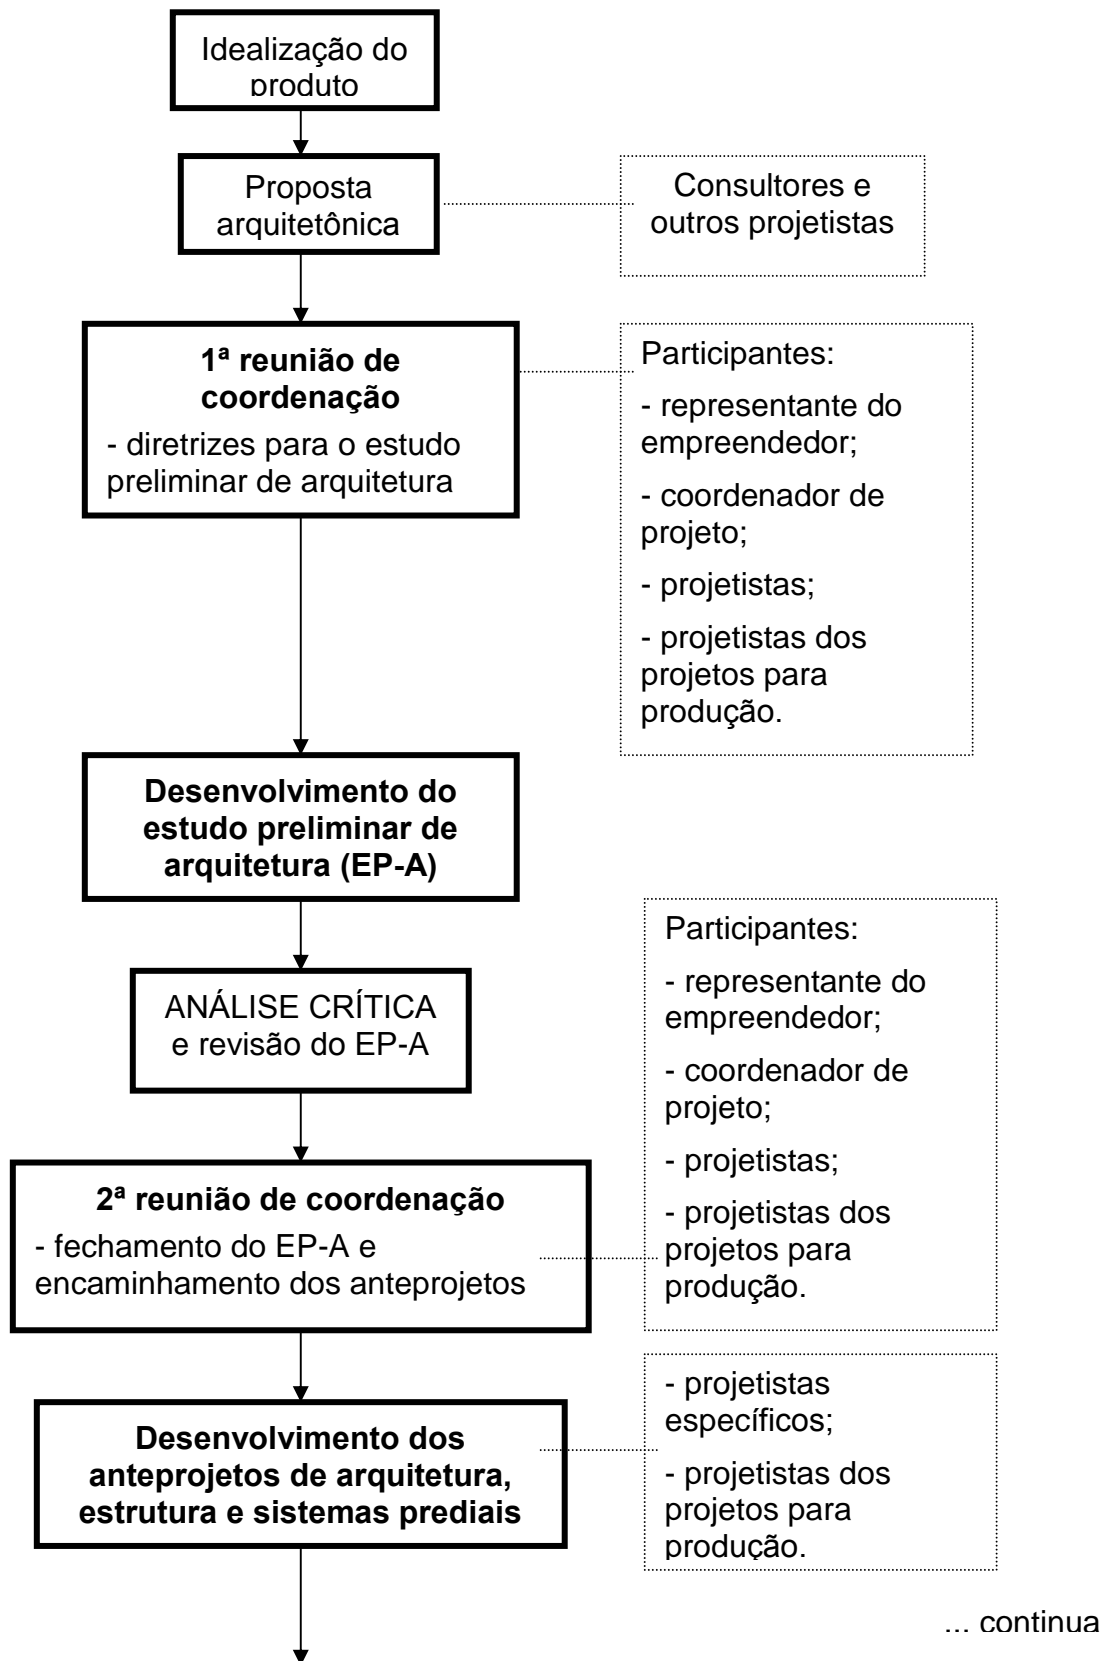 Idealização do
produto
Proposta
arquitetônica
Consultores e
outros projetistas
1ª reunião de
coordenação
- diretrizes para o estudo
preliminar de arquitetura
Participantes:
- representante do
empreendedor;
- coordenador de
projeto;
- projetistas;
- projetistas dos
projetos para
produção.
Desenvolvimento do
estudo preliminar de
arquitetura (EP-A)
ANÁLISE CRÍTICA
e revisão do EP-A
Participantes:
- representante do
empreendedor;
- coordenador de
projeto;
- projetistas;
- projetistas dos
projetos para
produção.
2ª reunião de coordenação
- fechamento do EP-A e
encaminhamento dos anteprojetos
Desenvolvimento dos
anteprojetos de arquitetura,
estrutura e sistemas prediais
- projetistas
específicos;
- projetistas dos
projetos para
produção.
... continua